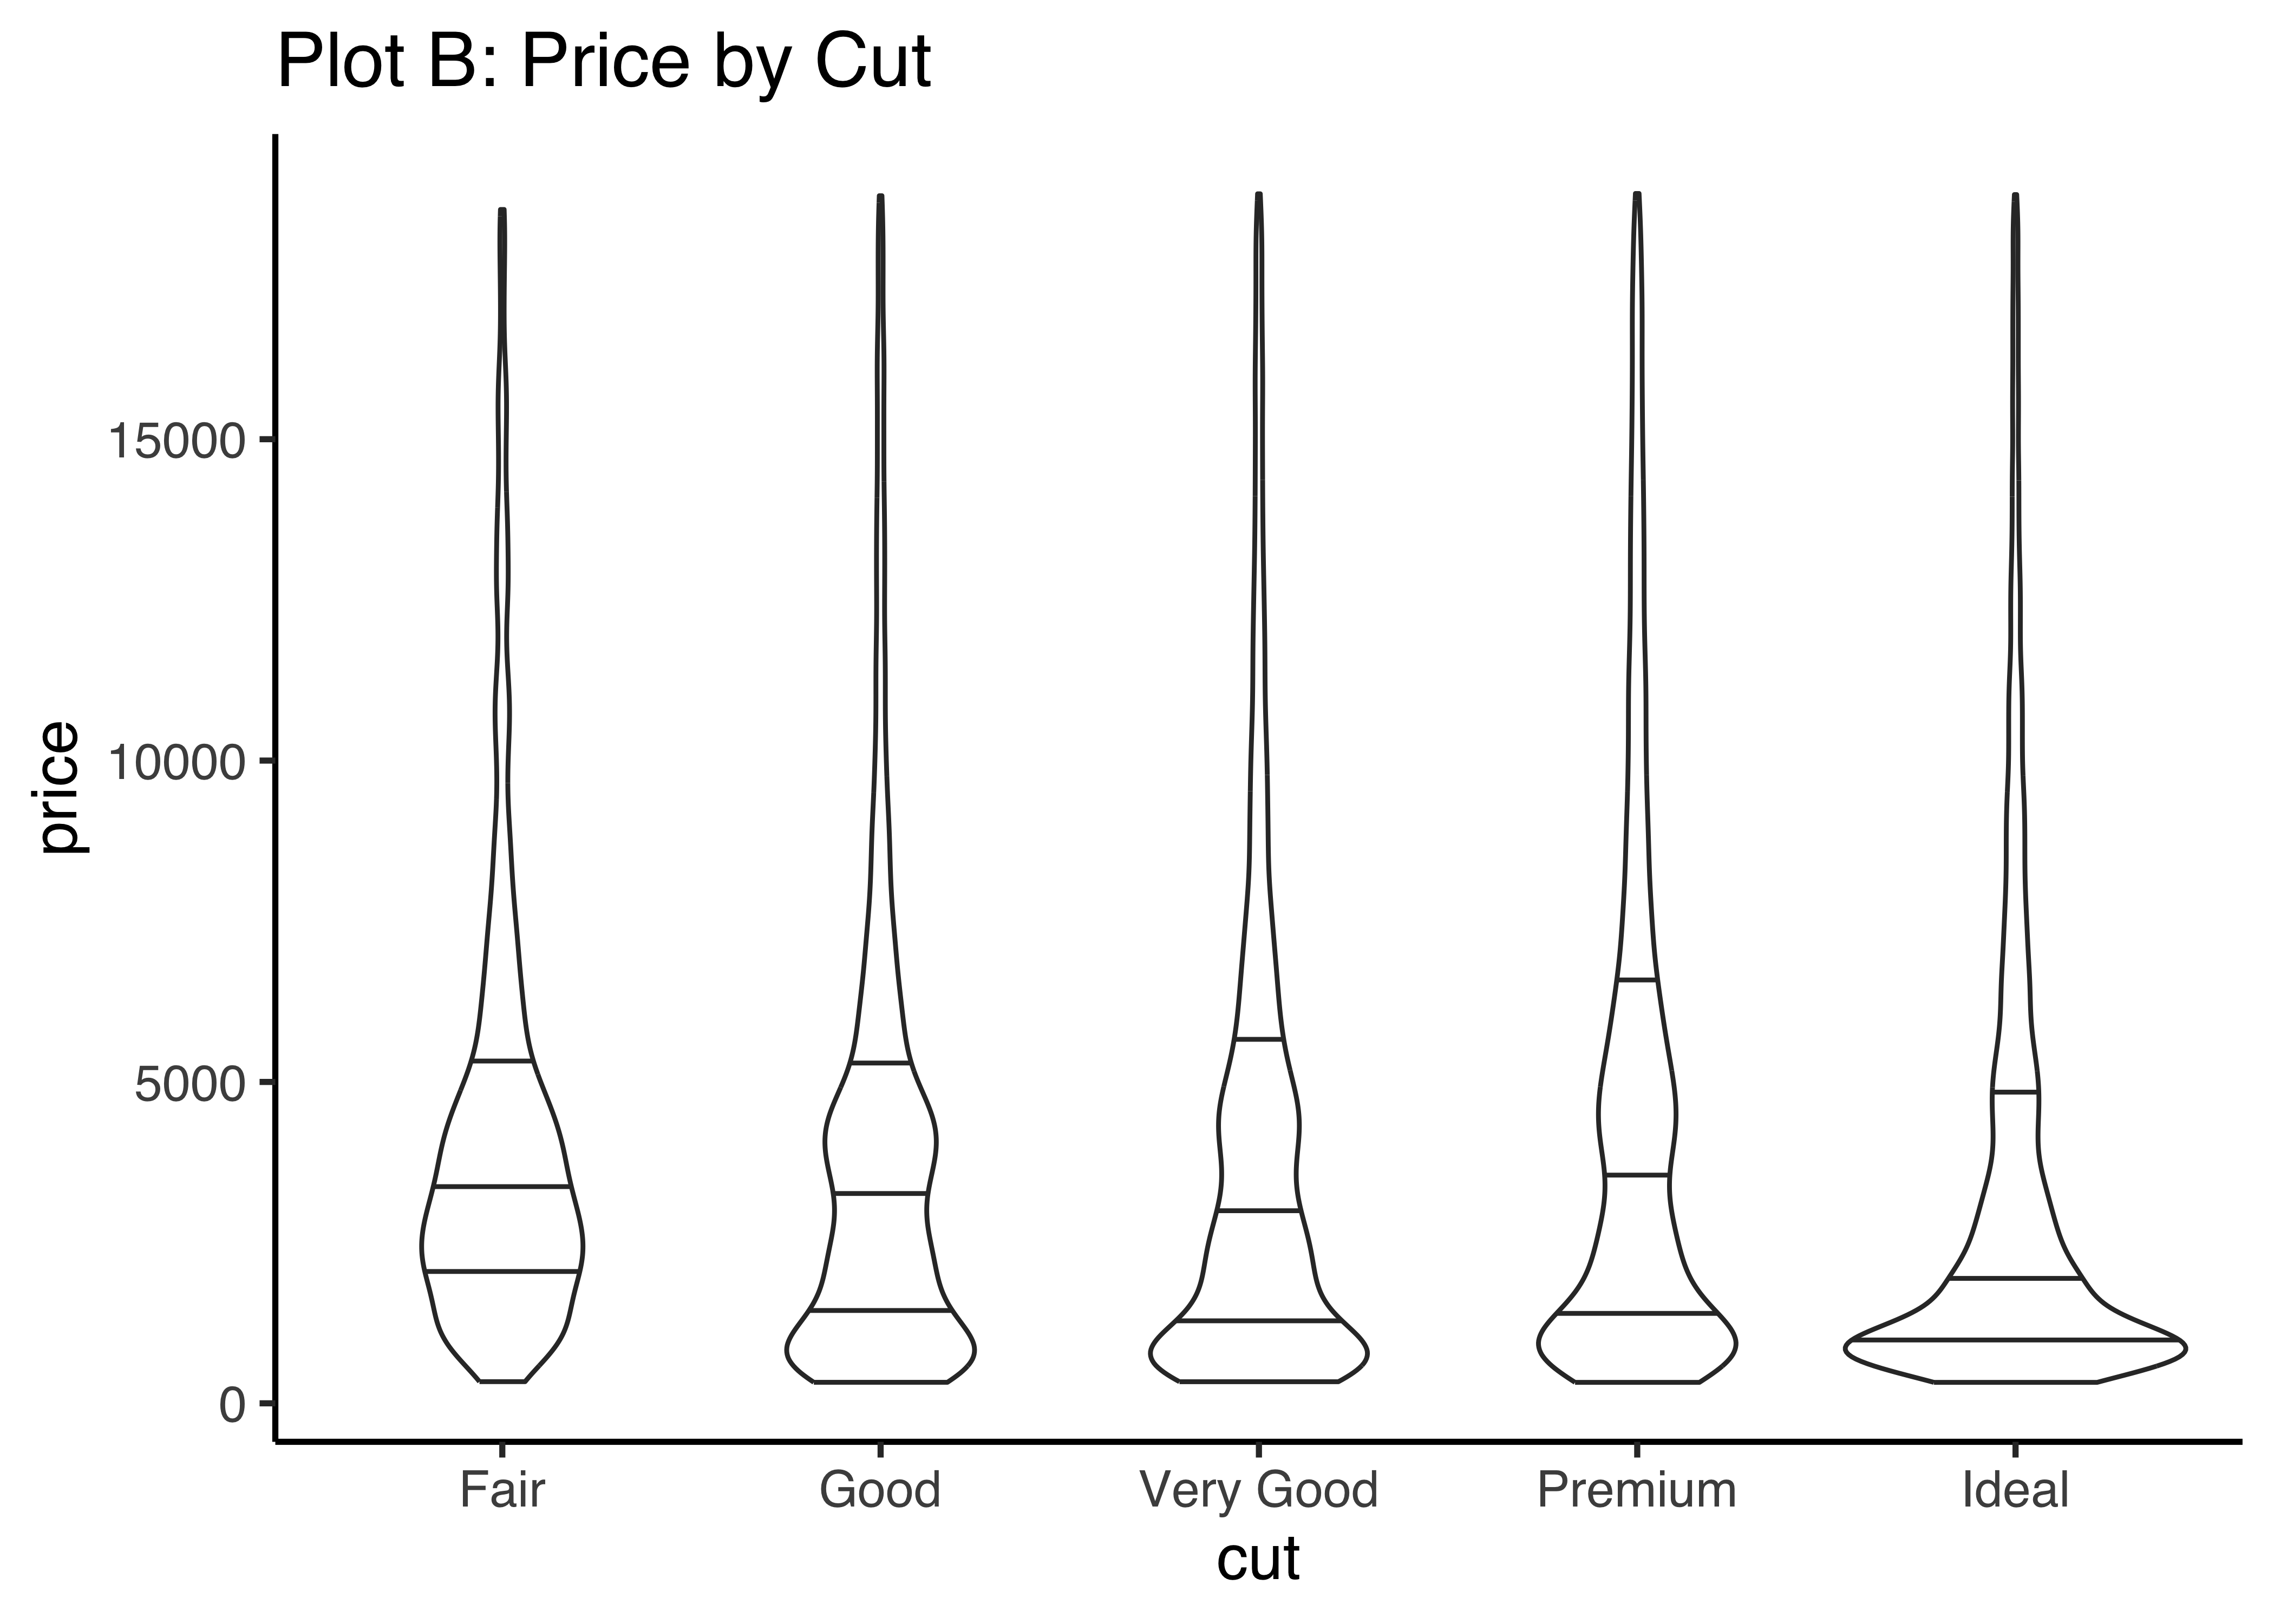 Plot B: Price by Cut
price
15000
10000
5000
0
Fair Good Very Good Premium Ideal
cut